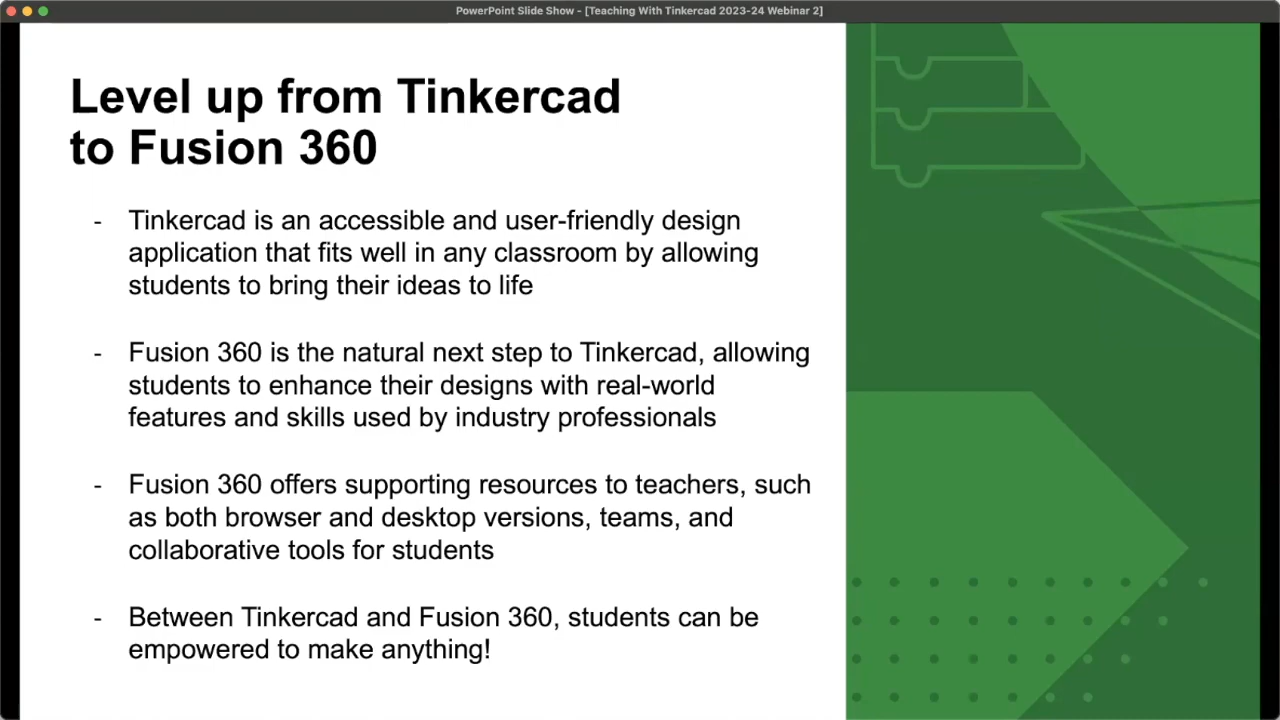 PowerPoint Slide Show - [Teaching With Tinkercad 2023-24 Webinar 2]
Level up from Tinkercad
to Fusion 360
- Tinkercad is an accessible and user-friendly design
application that fits well in any classroom by allowing
students to bring their ideas to life
- Fusion 360 is the natural next step to Tinkercad, allowing
students to enhance their designs with real-world
features and skills used by industry professionals
- Fusion 360 offers supporting resources to teachers, such
as both browser and desktop versions, teams, and
collaborative tools for students
- Between Tinkercad and Fusion 360, students can be
empowered to make anything!